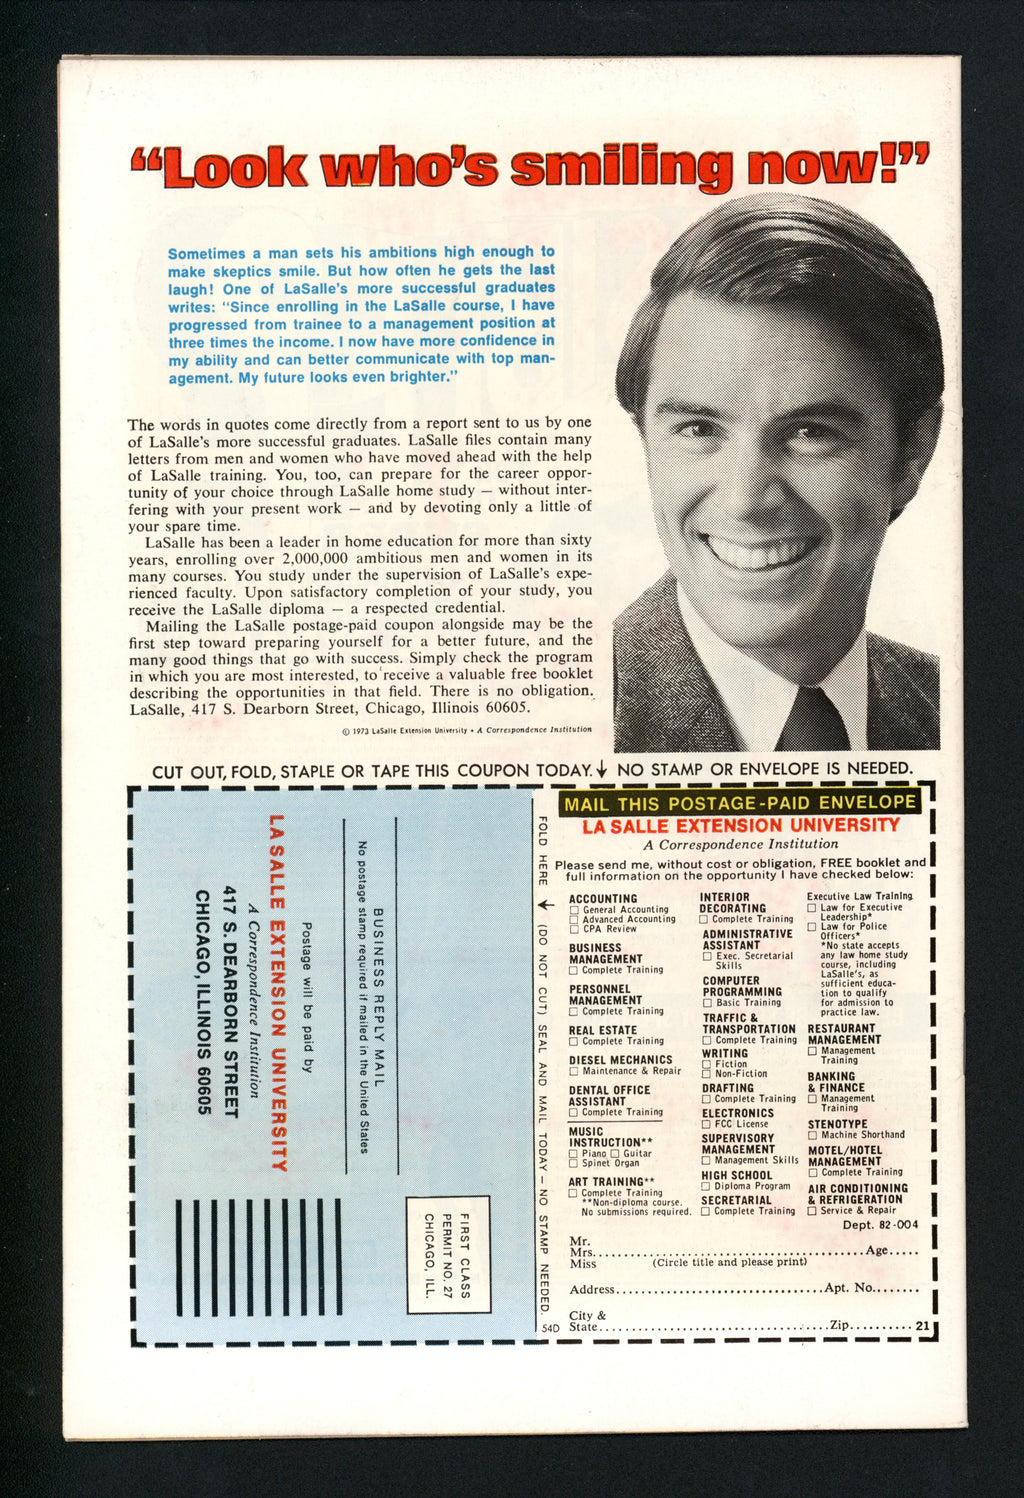 “Look who’s smiling now!”
Sometimes a man sets his ambitions high enough to
make skeptics smile. But how often he gets the last
laugh! One of LaSalle's more successful graduates
writes: "Since enrolling in the LaSalle course, I have
progressed from trainee to a management position at
three times the income. I now have more confidence in
my ability and can better communicate with top man-
agement. My future looks even brighter."
The words in quotes come directly from a report sent to us by one
of LaSalle's more successful graduates. LaSalle files contain many
letters from men and women who have moved ahead with the help
of LaSalle training. You, too, can prepare for the career oppor-
tunity of your choice through LaSalle home study — without inter-
fering with your present work — and by devoting only a little of
your spare time.
LaSalle has been a leader in home education for more than sixty
years, enrolling over 2,000,000 ambitious men and women in its
many courses. You study under the supervision of LaSalle's expe-
rienced faculty. Upon satisfactory completion of your study, you
receive the LaSalle diploma — a respected credential.
Mailing the LaSalle postage-paid coupon alongside may be the
first step toward preparing yourself for a better future, and the
many good things that go with success. Simply check the program
in which you are most interested, to receive a valuable free booklet
describing the opportunities in that field. There is no obligation.
LaSalle, 417 S. Dearborn Street, Chicago, Illinois 60605.
© 1973 LaSalle Extension University • A Correspondence Institution
CUT OUT, FOLD, STAPLE OR TAPE THIS COUPON TODAY. ↓ NO STAMP OR ENVELOPE IS NEEDED.
FIRST CLASS
PERMIT NO. 27
CHICAGO, ILL.
BUSINESS REPLY MAIL
No postage stamp required if mailed in the United States
Postage will be paid by
LA SALLE EXTENSION UNIVERSITY
A Correspondence Institution
417 S. DEARBORN STREET
CHICAGO, ILLINOIS 60605
FOLD HERE ↓ (DO NOT CUT) SEAL AND MAIL TODAY — NO STAMP NEEDED.
54D
MAIL THIS POSTAGE-PAID ENVELOPE
LA SALLE EXTENSION UNIVERSITY
A Correspondence Institution
Please send me, without cost or obligation, FREE booklet and
full information on the opportunity I have checked below:
ACCOUNTING
☐ General Accounting
☐ Advanced Accounting
☐ CPA Review
BUSINESS
MANAGEMENT
☐ Complete Training
PERSONNEL
MANAGEMENT
☐ Complete Training
REAL ESTATE
☐ Complete Training
DIESEL MECHANICS
☐ Maintenance & Repair
DENTAL OFFICE
ASSISTANT
☐ Complete Training
MUSIC
INSTRUCTION**
☐ Piano ☐ Guitar
☐ Spinet Organ
ART TRAINING**
☐ Complete Training
**Non-diploma course.
No submissions required.
INTERIOR
DECORATING
☐ Complete Training
ADMINISTRATIVE
ASSISTANT
☐ Exec. Secretarial
Skills
COMPUTER
PROGRAMMING
☐ Basic Training
TRAFFIC &
TRANSPORTATION
☐ Complete Training
WRITING
☐ Fiction
☐ Non-Fiction
DRAFTING
☐ Complete Training
ELECTRONICS
☐ FCC License
SUPERVISORY
MANAGEMENT
☐ Management Skills
HIGH SCHOOL
☐ Diploma Program
SECRETARIAL
☐ Complete Training
Executive Law Training
☐ Law for Executive
Leadership*
☐ Law for Police
Officers*
*No state accepts
any law home study
course, including
LaSalle's, as
sufficient educa-
tion to qualify
for admission to
practice law.
RESTAURANT
MANAGEMENT
☐ Management
Training
BANKING
& FINANCE
☐ Management
Training
STENOTYPE
☐ Machine Shorthand
MOTEL/HOTEL
MANAGEMENT
☐ Complete Training
AIR CONDITIONING
& REFRIGERATION
☐ Service & Repair
Dept. 82-004
Mr.
Mrs. ........ Age .....
Miss (Circle title and please print)
Address ........ Apt. No. ........
City &
State ........ Zip .......... 21